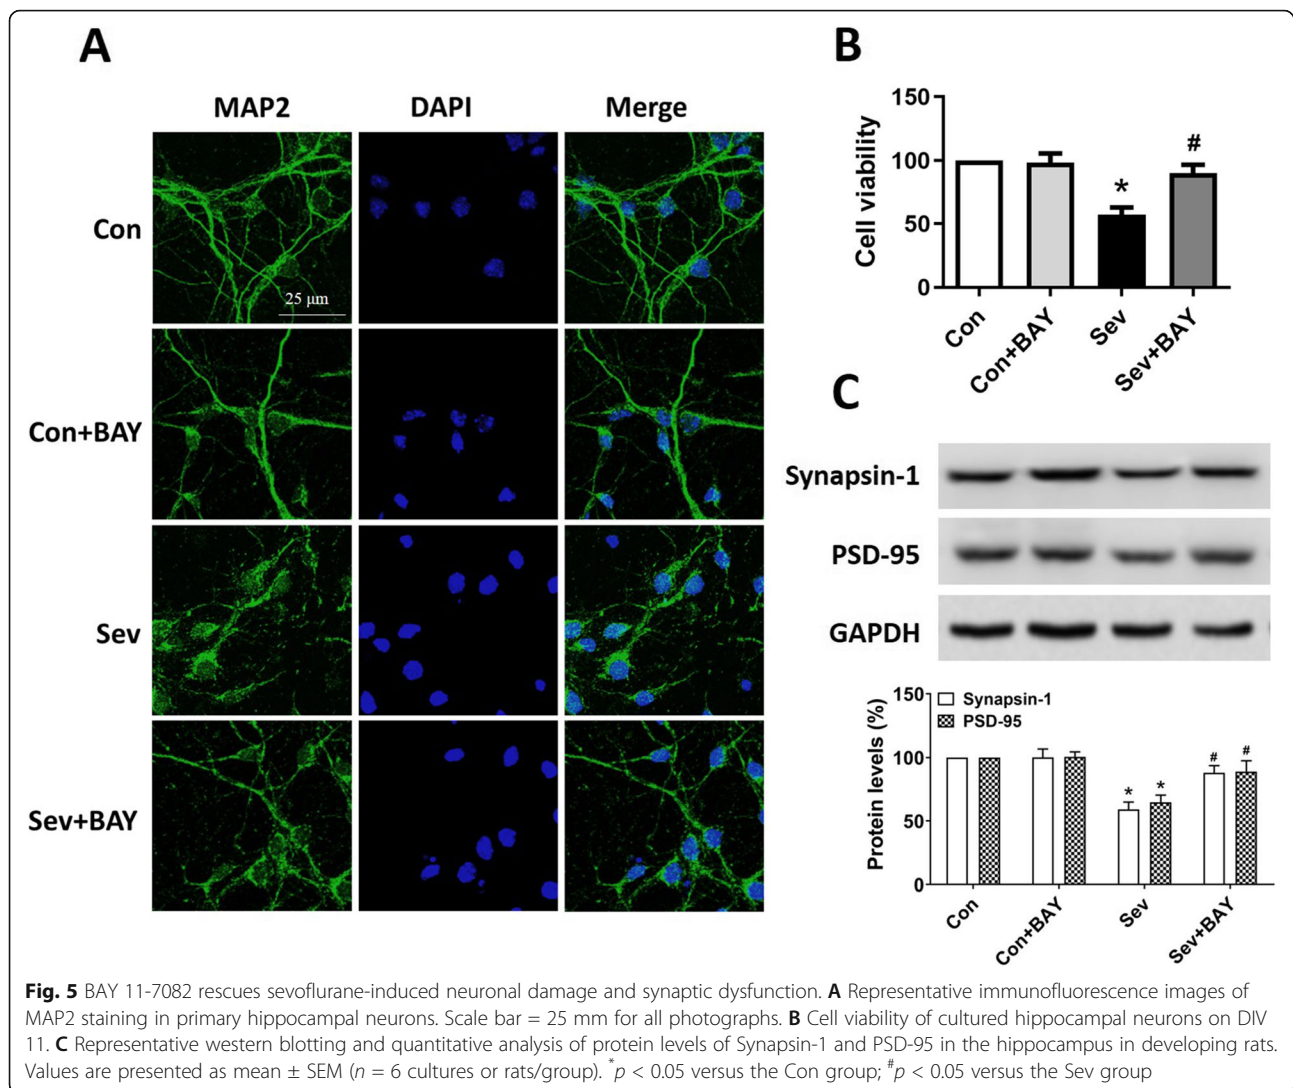 A
MAP2 DAPI Merge
Con
25 μm
Con+BAY
Sev
Sev+BAY
B
Cell viability
150
100
50
0
*
#
Con
Con+BAY
Sev
Sev+BAY
C
Synapsin-1
PSD-95
GAPDH
Protein levels (%)
150
100
50
0
Synapsin-1
PSD-95
* *
# #
Con
Con+BAY
Sev
Sev+BAY
Fig. 5 BAY 11-7082 rescues sevoflurane-induced neuronal damage and synaptic dysfunction. A Representative immunofluorescence images of
MAP2 staining in primary hippocampal neurons. Scale bar = 25 mm for all photographs. B Cell viability of cultured hippocampal neurons on DIV
11. C Representative western blotting and quantitative analysis of protein levels of Synapsin-1 and PSD-95 in the hippocampus in developing rats.
Values are presented as mean ± SEM (n = 6 cultures or rats/group). *p < 0.05 versus the Con group; #p < 0.05 versus the Sev group